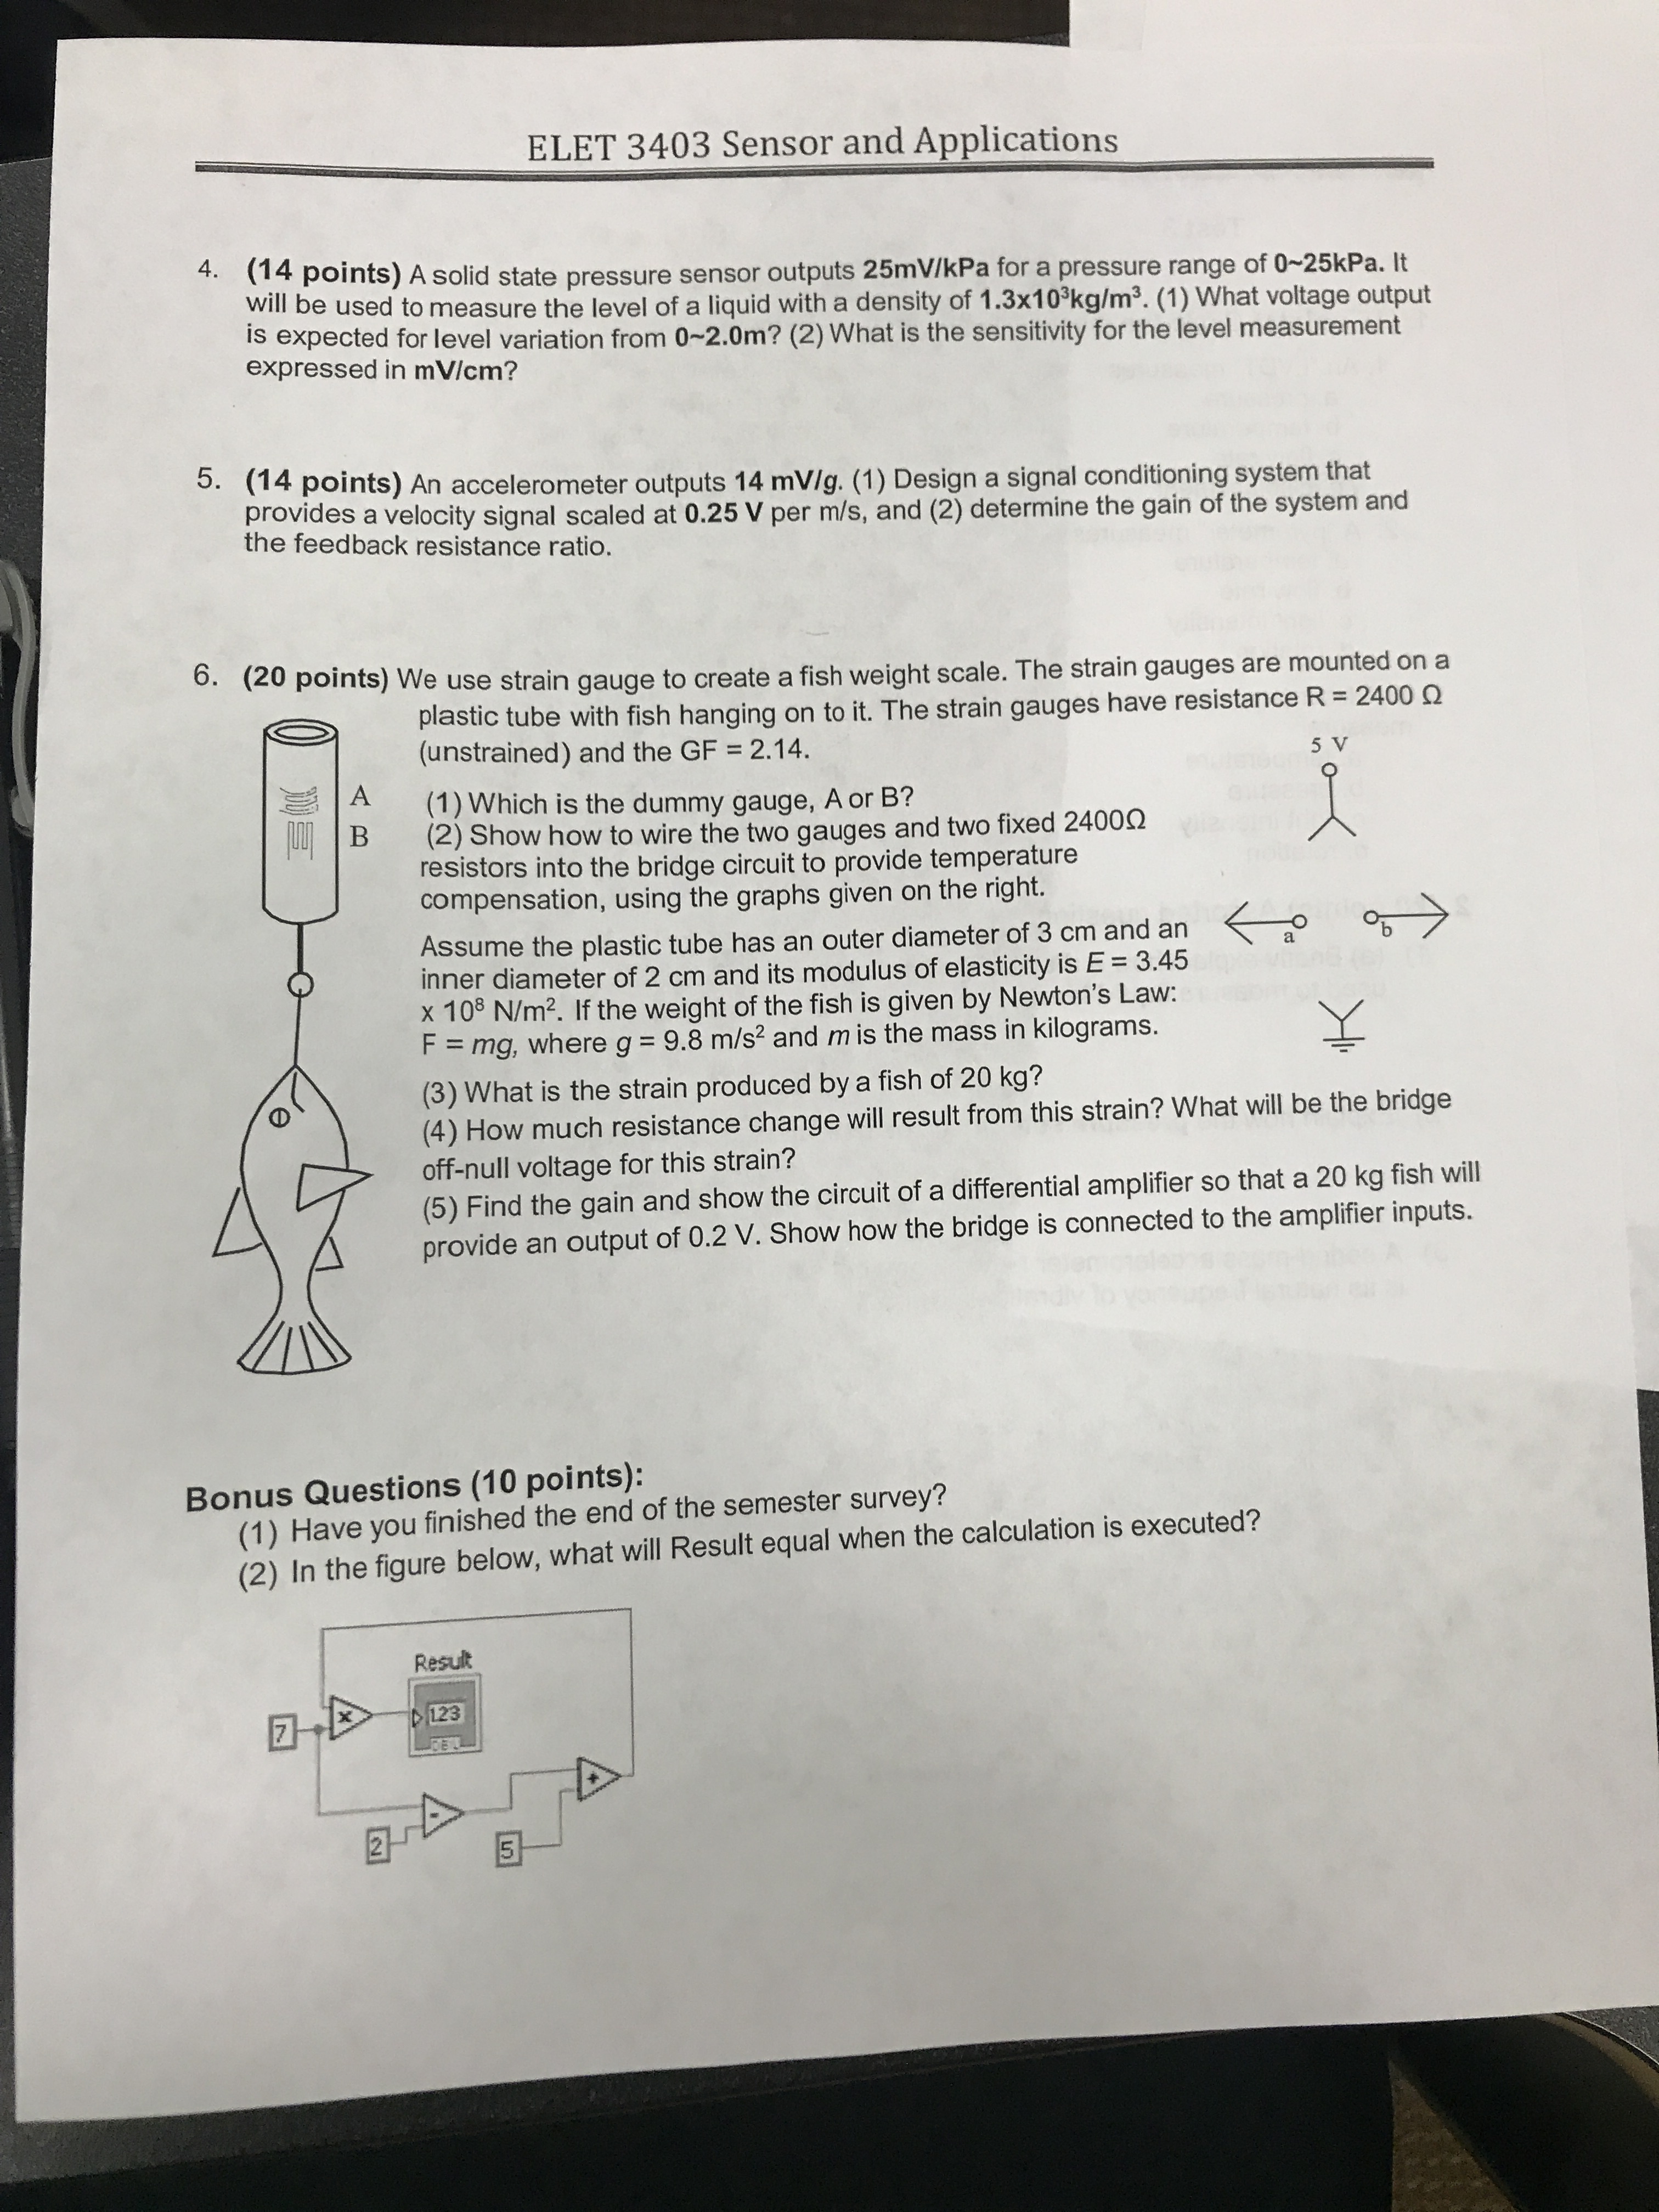 ELET 3403 Sensor and Applications
4. (14 points) A solid state pressure sensor outputs 25mV/kPa for a pressure range of 0~25kPa. It
will be used to measure the level of a liquid with a density of 1.3x10³kg/m³. (1) What voltage output
is expected for level variation from 0~2.0m? (2) What is the sensitivity for the level measurement
expressed in mV/cm?
5. (14 points) An accelerometer outputs 14 mV/g. (1) Design a signal conditioning system that
provides a velocity signal scaled at 0.25 V per m/s, and (2) determine the gain of the system and
the feedback resistance ratio.
6. (20 points) We use strain gauge to create a fish weight scale. The strain gauges are mounted on a
plastic tube with fish hanging on to it. The strain gauges have resistance R = 2400 Ω
(unstrained) and the GF = 2.14.
(1) Which is the dummy gauge, A or B?
(2) Show how to wire the two gauges and two fixed 2400Ω
resistors into the bridge circuit to provide temperature
compensation, using the graphs given on the right.
Assume the plastic tube has an outer diameter of 3 cm and an
inner diameter of 2 cm and its modulus of elasticity is E = 3.45
x 10⁸ N/m². If the weight of the fish is given by Newton's Law:
F = mg, where g = 9.8 m/s² and m is the mass in kilograms.
(3) What is the strain produced by a fish of 20 kg?
(4) How much resistance change will result from this strain? What will be the bridge
off-null voltage for this strain?
(5) Find the gain and show the circuit of a differential amplifier so that a 20 kg fish will
provide an output of 0.2 V. Show how the bridge is connected to the amplifier inputs.
A
B
5 V
a
b
Bonus Questions (10 points):
(1) Have you finished the end of the semester survey?
(2) In the figure below, what will Result equal when the calculation is executed?
Result
7
x
1.23
DBL
2
-
5
+